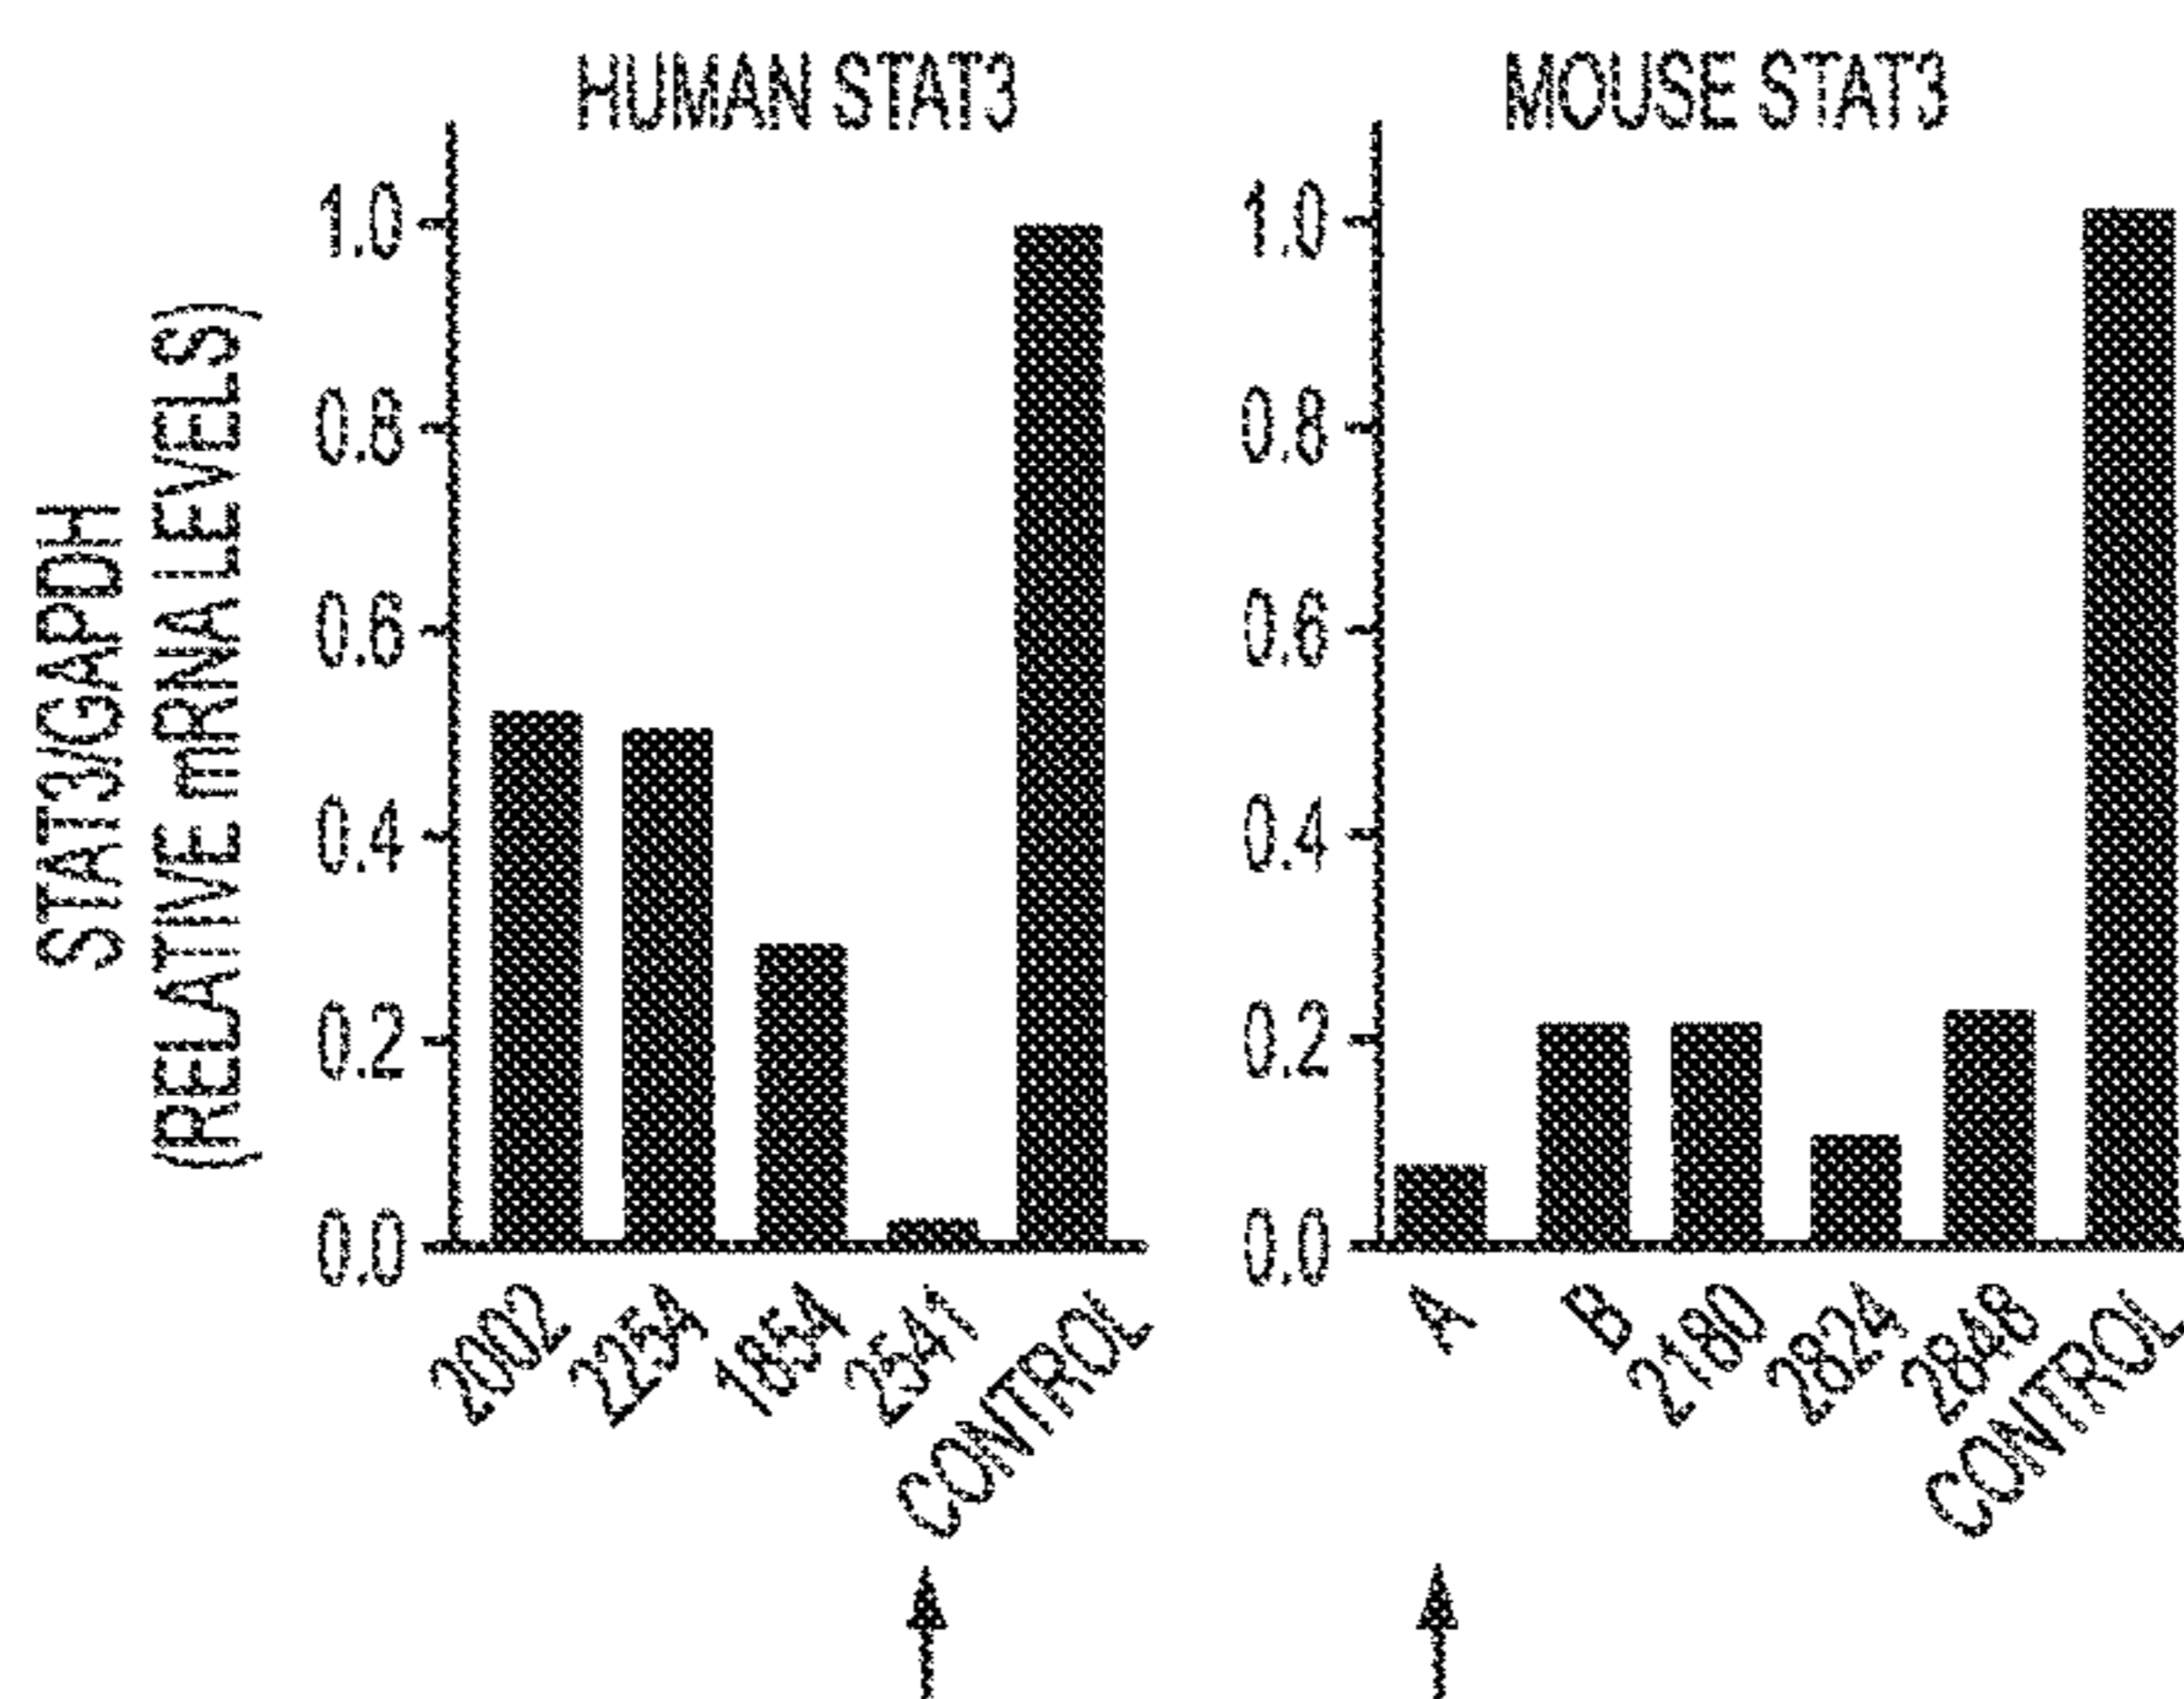 HUMAN STAT3
MOUSE STAT3
STAT3/GAPDH
(RELATIVE mRNA LEVELS)
1.0
0.8
0.6
0.4
0.2
0.0
2002
2254
1854
2541
CONTROL
1.0
0.8
0.6
0.4
0.2
0.0
A
B
2180
2824
2848
CONTROL